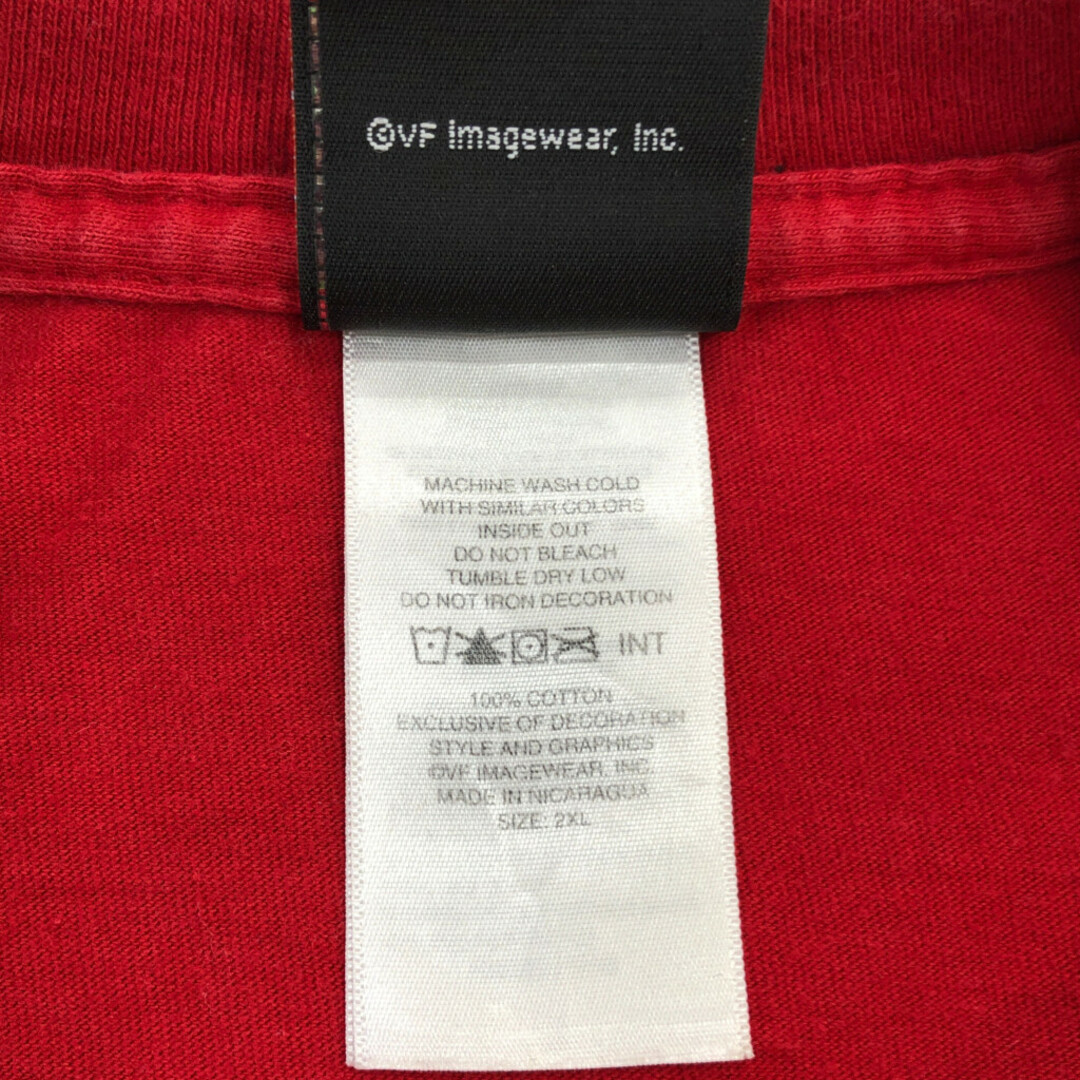 ©VF Imagewear, Inc.
MACHINE WASH COLD
WITH SIMILAR COLORS
INSIDE OUT
DO NOT BLEACH
TUMBLE DRY LOW
DO NOT IRON DECORATION
INT
100% COTTON
EXCLUSIVE OF DECORATION
STYLE AND GRAPHICS
©VF IMAGEWEAR, INC.
MADE IN NICARAGUA
SIZE: 2XL